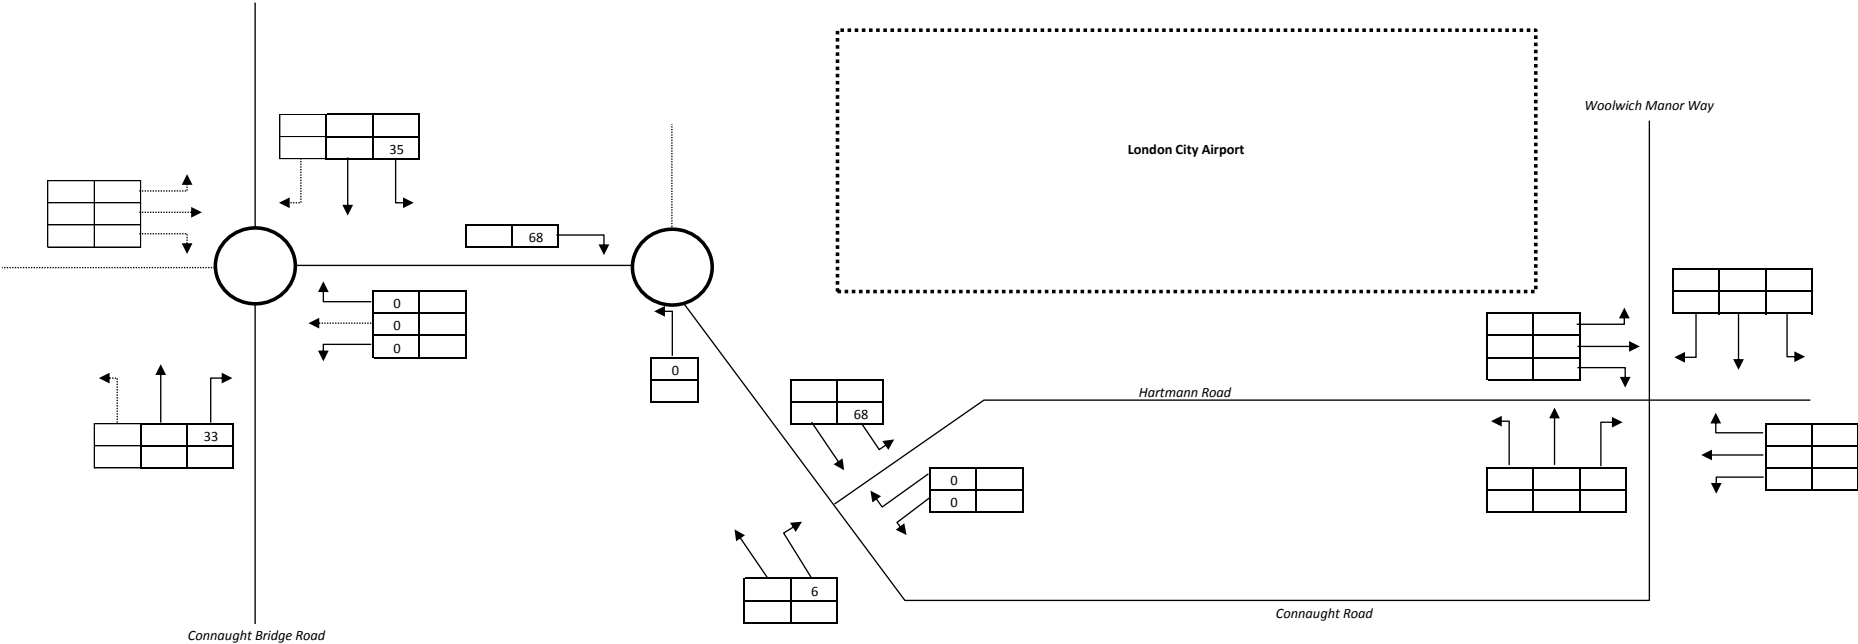 Woolwich Manor Way
London City Airport
35
68
0
0
0
0
Hartmann Road
68
33
0
0
6
Connaught Road
Connaught Bridge Road